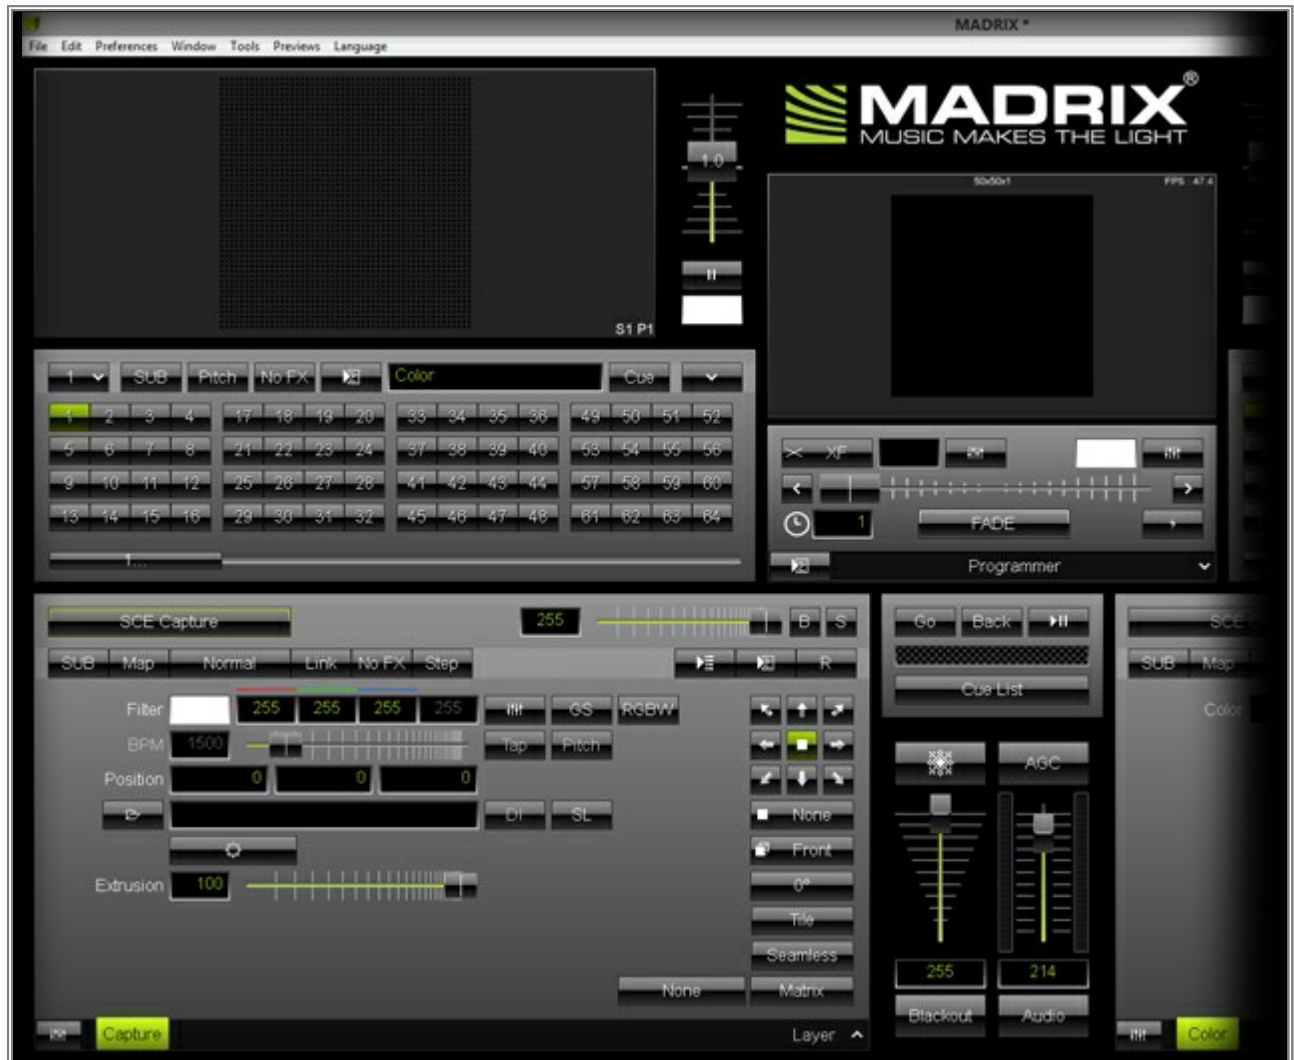 MADRIX *
File Edit Preferences Window Tools Previews Language
MADRIX®
MUSIC MAKES THE LIGHT
1.0
50x50x1 FPS : 47.4
S1 P1
1 SUB Pitch No FX Color Cue
1 2 3 4 17 18 19 20 33 34 35 36 49 50 51 52
5 6 7 8 21 22 23 24 37 38 39 40 53 54 55 56
9 10 11 12 25 26 27 28 41 42 43 44 57 58 59 60
13 14 15 16 29 30 31 32 45 46 47 48 61 62 63 64
1...
XF
1 FADE
Programmer
SCE Capture 255 B S
SUB Map Normal Link No FX Step R
Filter 255 255 255 255 GS RGBW
BPM 1500 Tap Pitch
Position 0 0 0
DI SL None
Front
Extrusion 100 0°
Tile
Seamless
None Matrix
Capture Layer
Go Back
Cue List
AGC
255 214
Blackout Audio
SCE
SUB Map
Color
Color